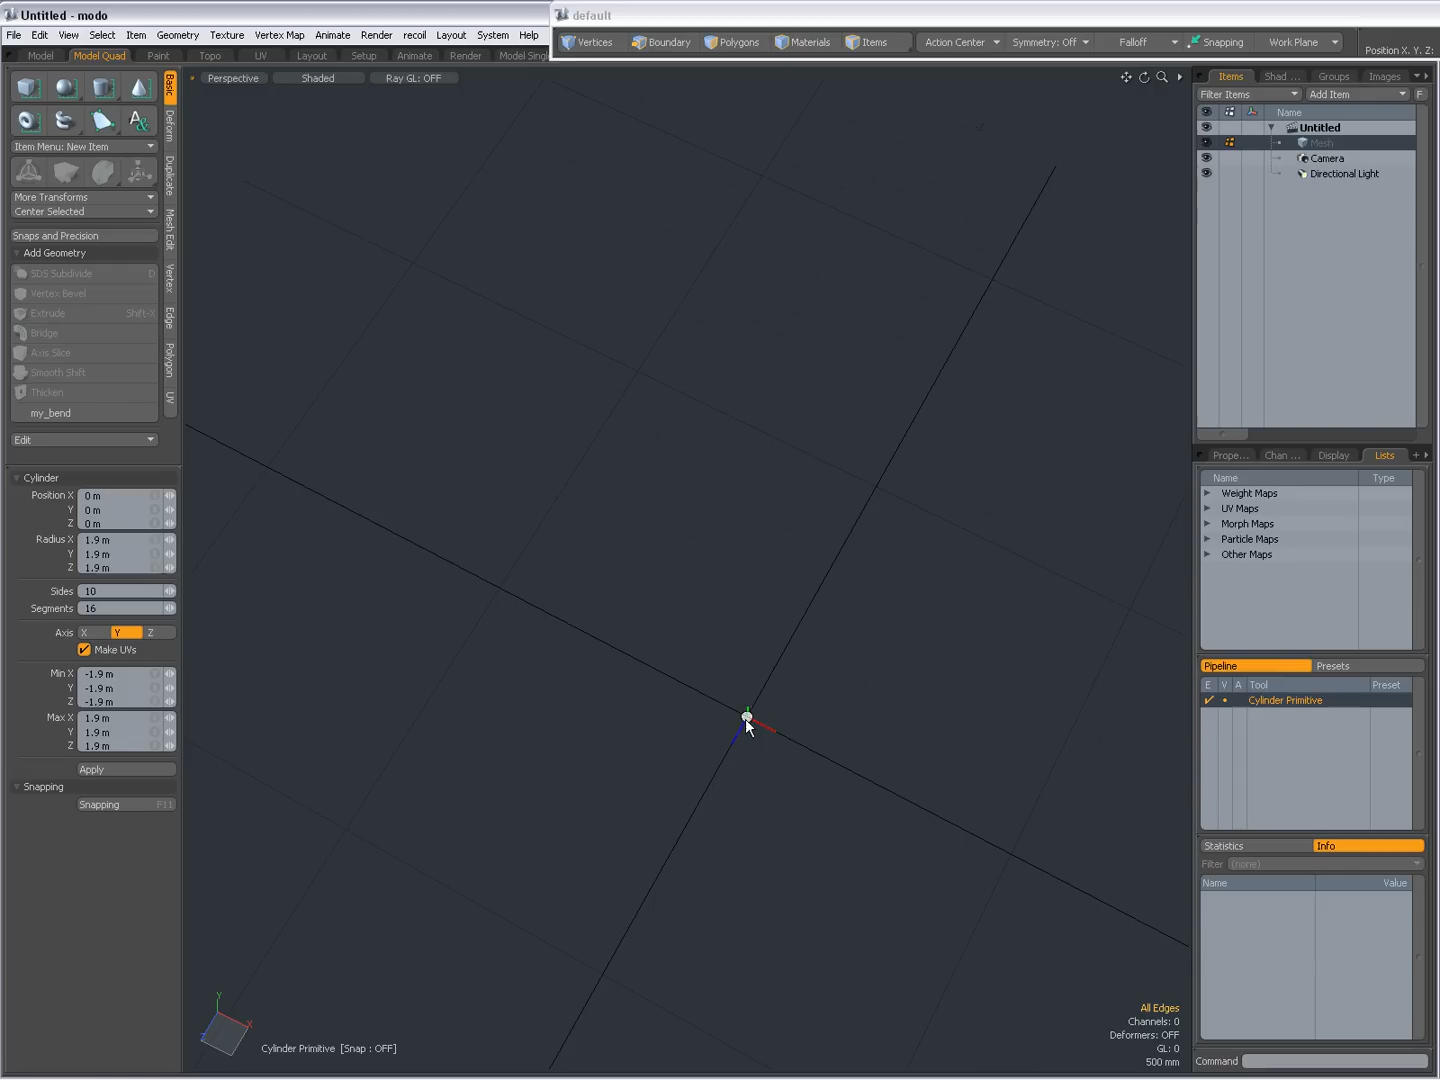 Untitled - modo
default
File Edit View Select Item Geometry Texture Vertex Map Animate Render recoil Layout System Help
Vertices Boundary Polygons Materials Items Action Center Symmetry: Off Falloff Snapping Work Plane Position X, Y, Z:
Model Model Quad Paint Topo UV Layout Setup Animate Render Model Singl
Perspective Shaded Ray GL: OFF
Basic
Deform
Duplicate
Mesh Edit
Vertex
Edge
Polygon
UV
Item Menu: New Item
More Transforms
Center Selected
Snaps and Precision
Add Geometry
SDS Subdivide D
Vertex Bevel
Extrude Shift-X
Bridge
Axis Slice
Smooth Shift
Thicken
my_bend
Edit
Cylinder
Position X 0 m
Y 0 m
Z 0 m
Radius X 1.9 m
Y 1.9 m
Z 1.9 m
Sides 10
Segments 16
Axis X Y Z
Make UVs
Min X -1.9 m
Y -1.9 m
Z -1.9 m
Max X 1.9 m
Y 1.9 m
Z 1.9 m
Apply
Snapping
Snapping F11
Y
X
Z
Cylinder Primitive [Snap : OFF]
All Edges
Channels: 0
Deformers: OFF
GL: 0
500 mm
Items Shad ... Groups Images
Filter Items Add Item F
Name
Untitled
Mesh
Camera
Directional Light
Prope... Chan ... Display Lists
Name Type
Weight Maps
UV Maps
Morph Maps
Particle Maps
Other Maps
Pipeline Presets
E V A Tool Preset
Cylinder Primitive
Statistics Info
Filter (none)
Name Value
Command